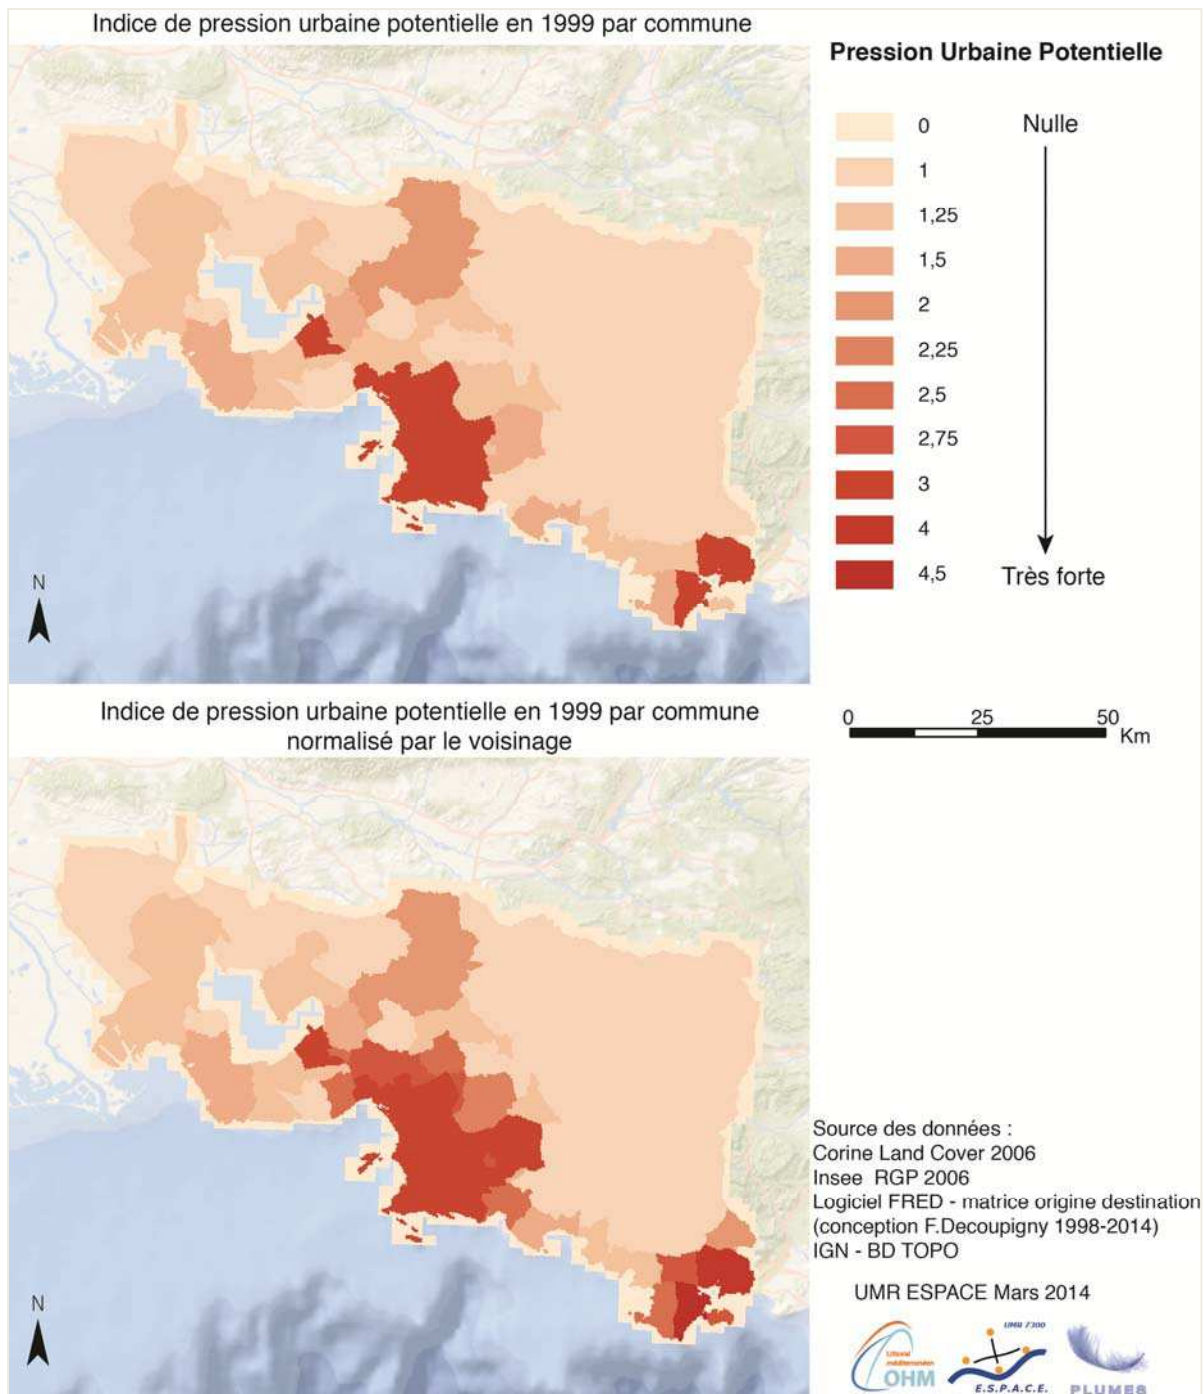 Indice de pression urbaine potentielle en 1999 par commune
Pression Urbaine Potentielle
0 Nulle
1
1,25
1,5
2
2,25
2,5
2,75
3
4
4,5 Très forte
N
0 25 50
Km
Indice de pression urbaine potentielle en 1999 par commune
normalisé par le voisinage
N
Source des données :
Corine Land Cover 2006
Insee RGP 2006
Logiciel FRED - matrice origine destination
(conception F.Decoupigny 1998-2014)
IGN - BD TOPO
UMR ESPACE Mars 2014
Littoral
méditerranéen
OHM
UMR 7300
E.S.P.A.C.E.
PLUMES